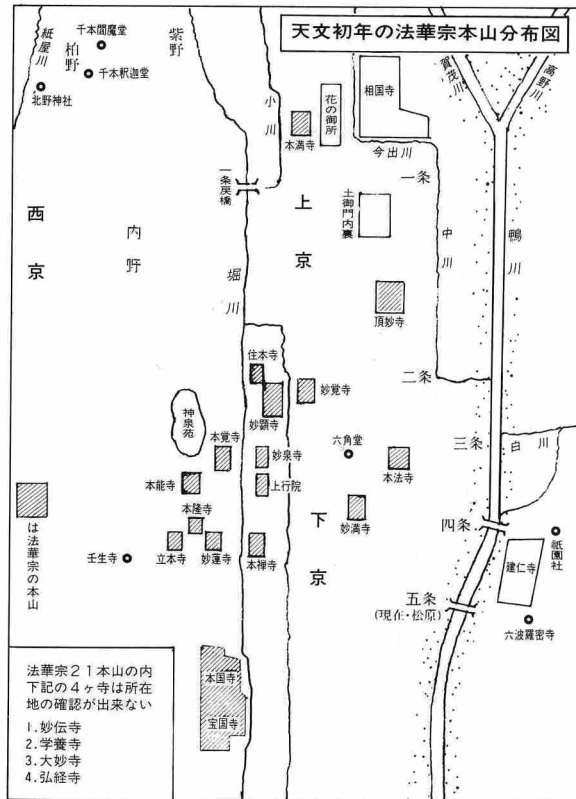 天文初年の法華宗本山分布図
紙屋川
柏野
千本閻魔堂
千本釈迦堂
北野神社
紫野
小川
本満寺
花の御所
相国寺
賀茂川
高野川
今出川
一条戻橋
一条
西京
内野
堀川
上京
土御門内裏
中川
鴨川
頂妙寺
二条
住本寺
妙顕寺
妙覚寺
神泉苑
本覚寺
妙泉寺
六角堂
本法寺
三条
白川
本能寺
上行院
本隆寺
妙満寺
は法華宗の本山
立本寺
妙蓮寺
本禅寺
下京
四条
祇園社
建仁寺
壬生寺
五条
(現在・松原)
六波羅密寺
本国寺
宝国寺
法華宗21本山の内
下記の4ヶ寺は所在
地の確認が出来ない
1.妙伝寺
2.学養寺
3.大妙寺
4.弘経寺